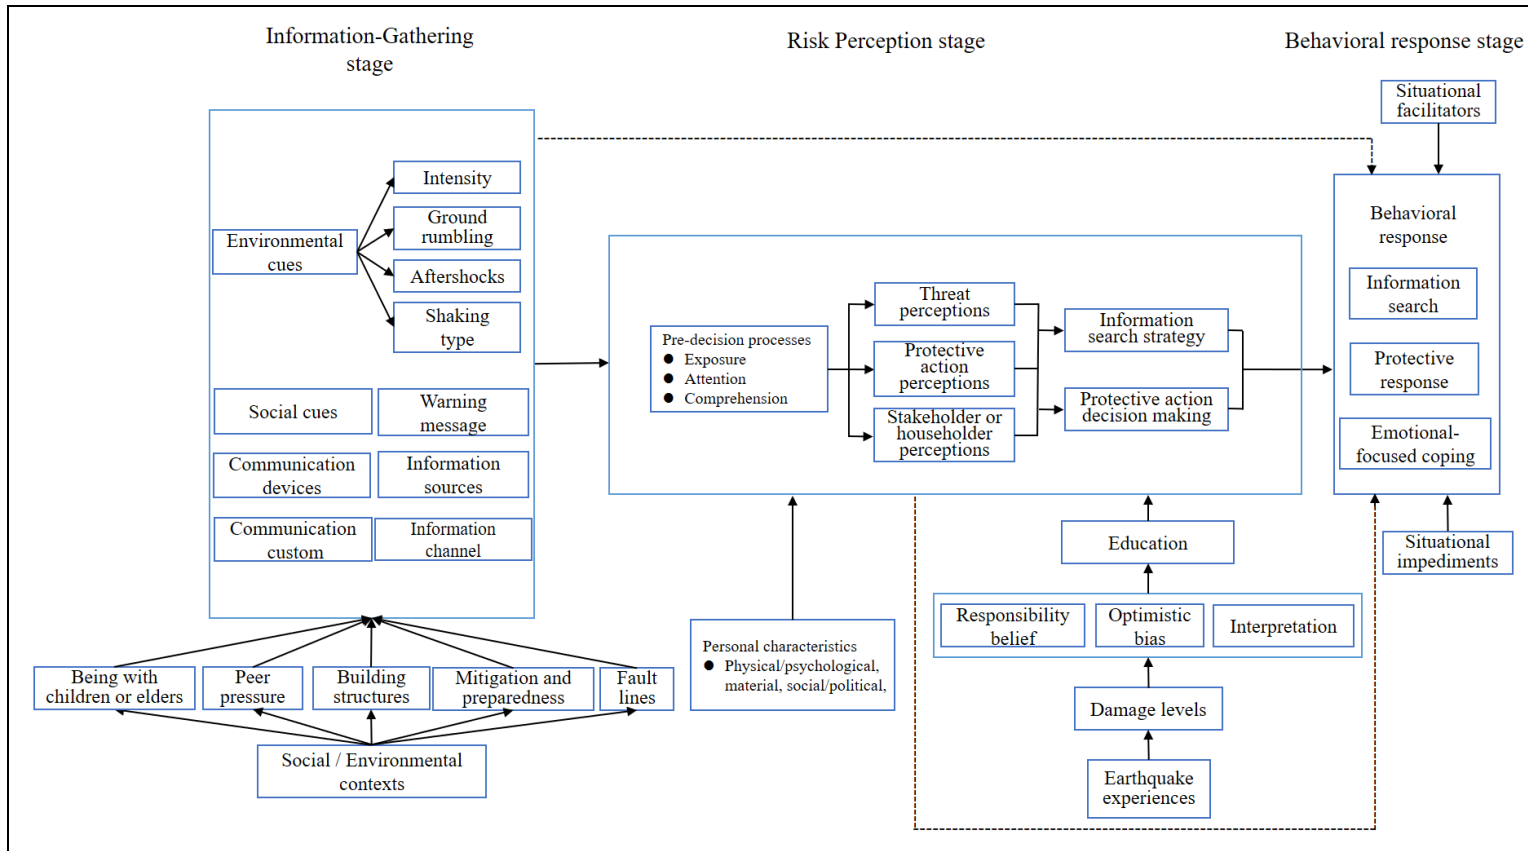 Information-Gathering
stage
Risk Perception stage
Behavioral response stage
Situational
facilitators
Environmental
cues
Intensity
Ground
rumbling
Aftershocks
Shaking
type
Social cues
Warning
message
Communication
devices
Information
sources
Communication
custom
Information
channel
Being with
children or elders
Peer
pressure
Building
structures
Mitigation and
preparedness
Fault
lines
Social / Environmental
contexts
Pre-decision processes
● Exposure
● Attention
● Comprehension
Threat
perceptions
Protective
action
perceptions
Stakeholder or
householder
perceptions
Information
search strategy
Protective action
decision making
Personal characteristics
● Physical/psychological,
material, social/political,
Education
Responsibility
belief
Optimistic
bias
Interpretation
Damage levels
Earthquake
experiences
Behavioral
response
Information
search
Protective
response
Emotional-
focused coping
Situational
impediments